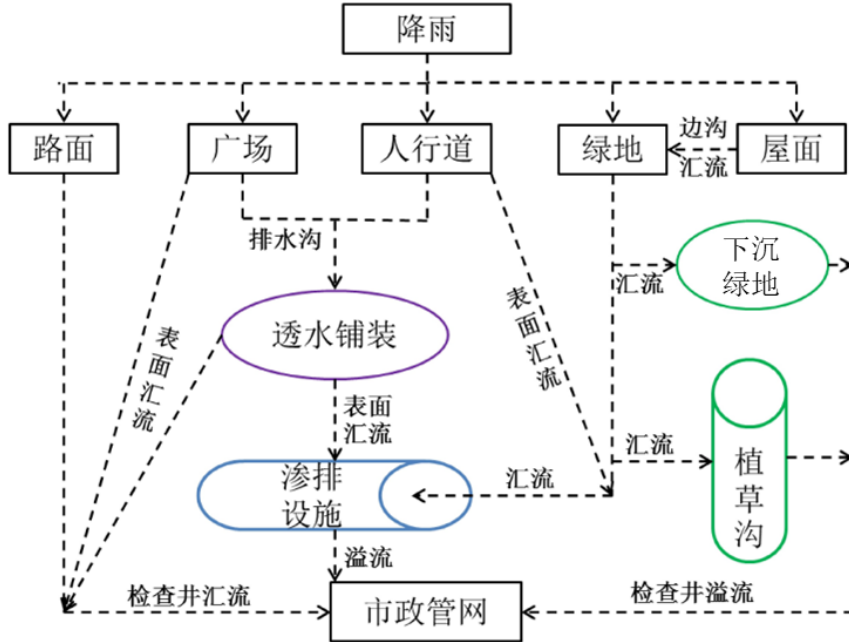 降雨
路面
广场
人行道
绿地
边沟
汇流
屋面
排水沟
汇流
下沉
绿地
表面汇流
透水铺装
表面汇流
表面
汇流
汇流
植草沟
渗排
设施
汇流
溢流
检查井汇流
市政管网
检查井溢流